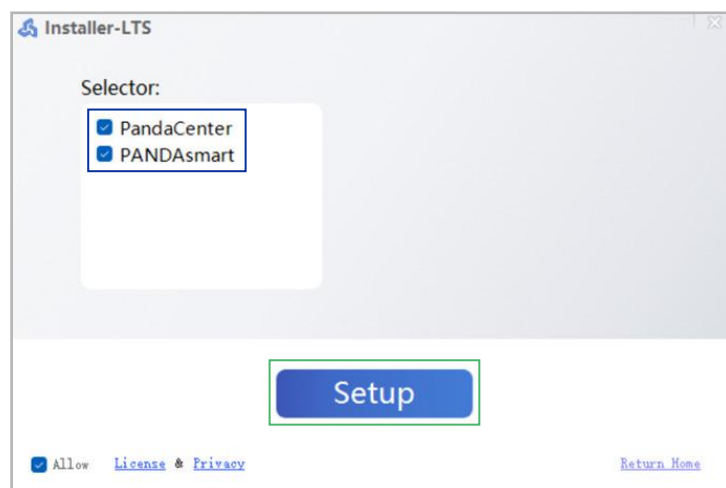 Installer-LTS
Selector:
PandaCenter
PANDAsmart
Setup
Allow License & Privacy Return Home